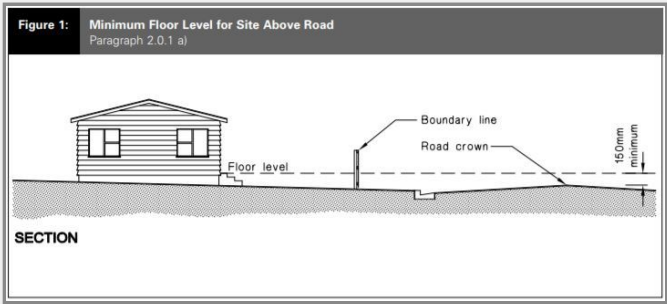 Figure 1: Minimum Floor Level for Site Above Road
Paragraph 2.0.1 a)
Boundary line
Road crown
150mm
minimum
Floor level
SECTION